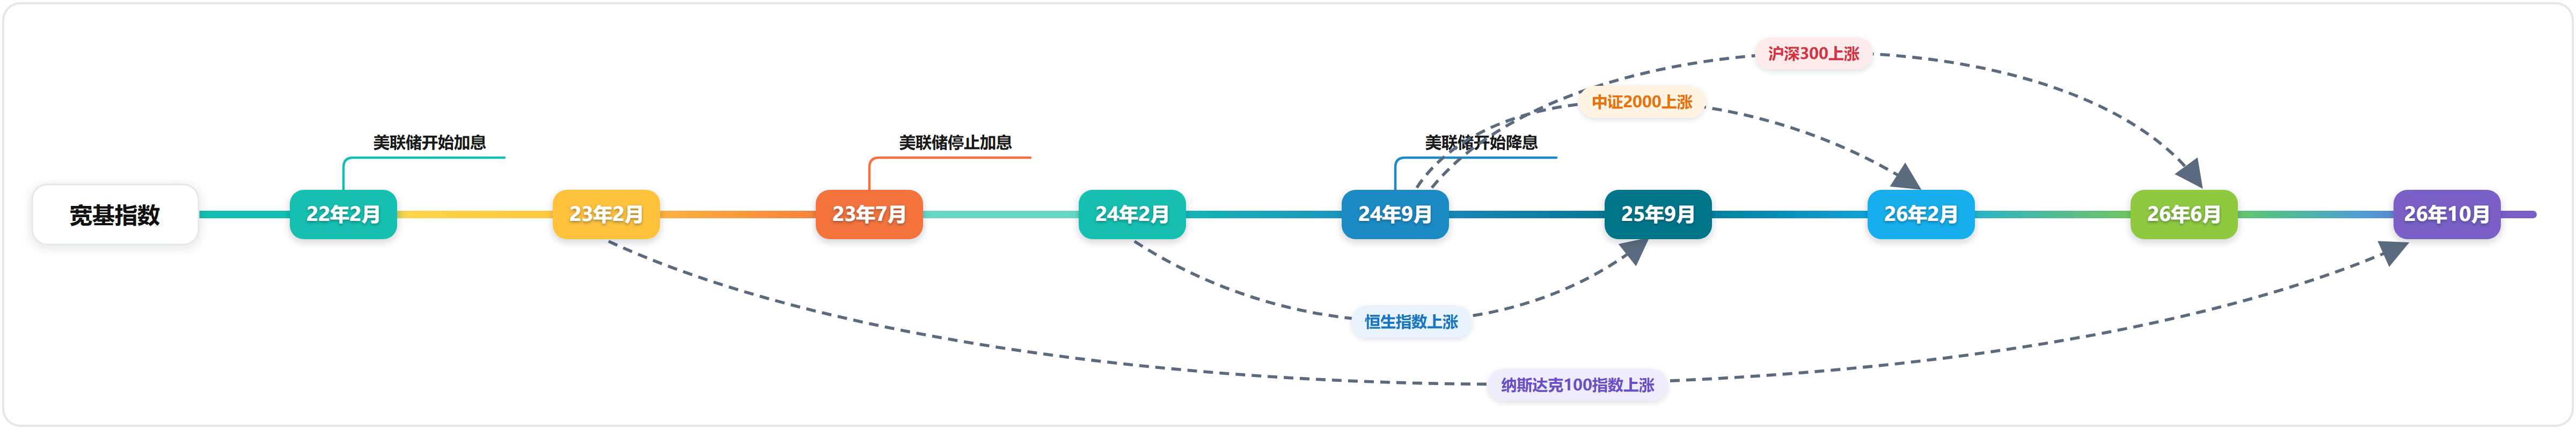 沪深300上涨
中证2000上涨
美联储开始加息
美联储停止加息
美联储开始降息
宽基指数
22年2月
23年2月
23年7月
24年2月
24年9月
25年9月
26年2月
26年6月
26年10月
恒生指数上涨
纳斯达克100指数上涨